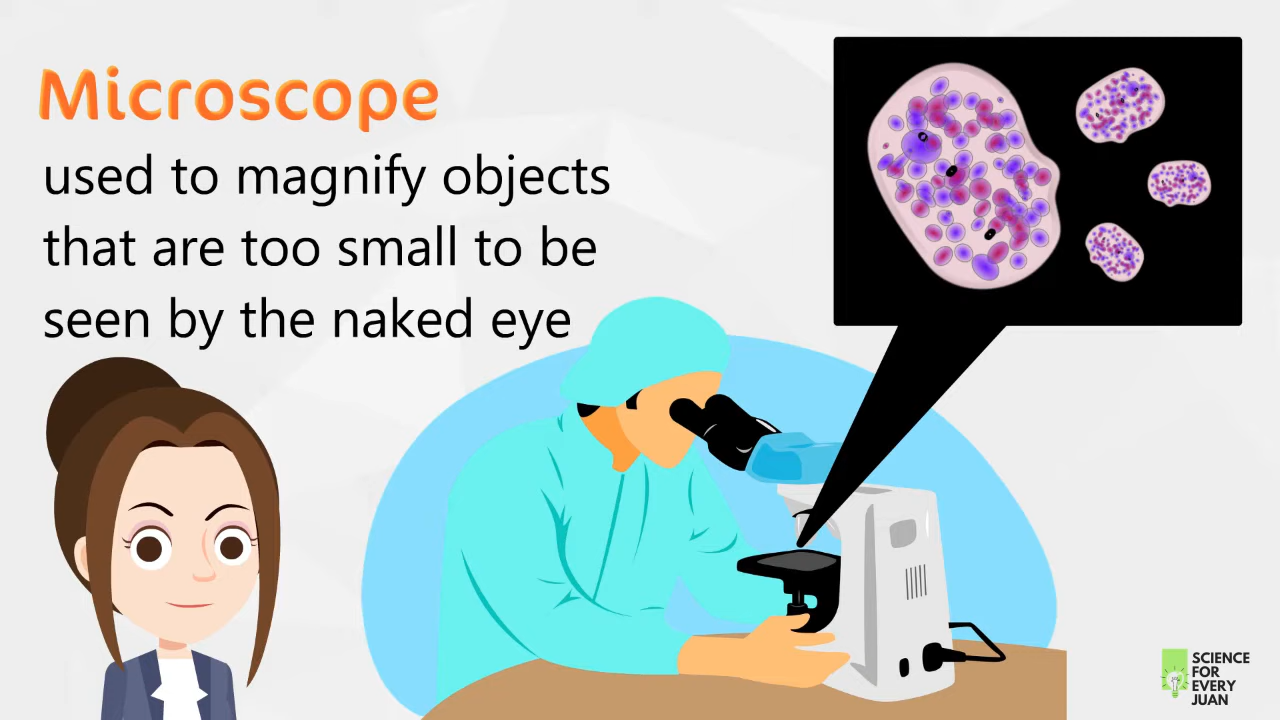 Microscope
used to magnify objects
that are too small to be
seen by the naked eye
SCIENCE
FOR
EVERY
JUAN